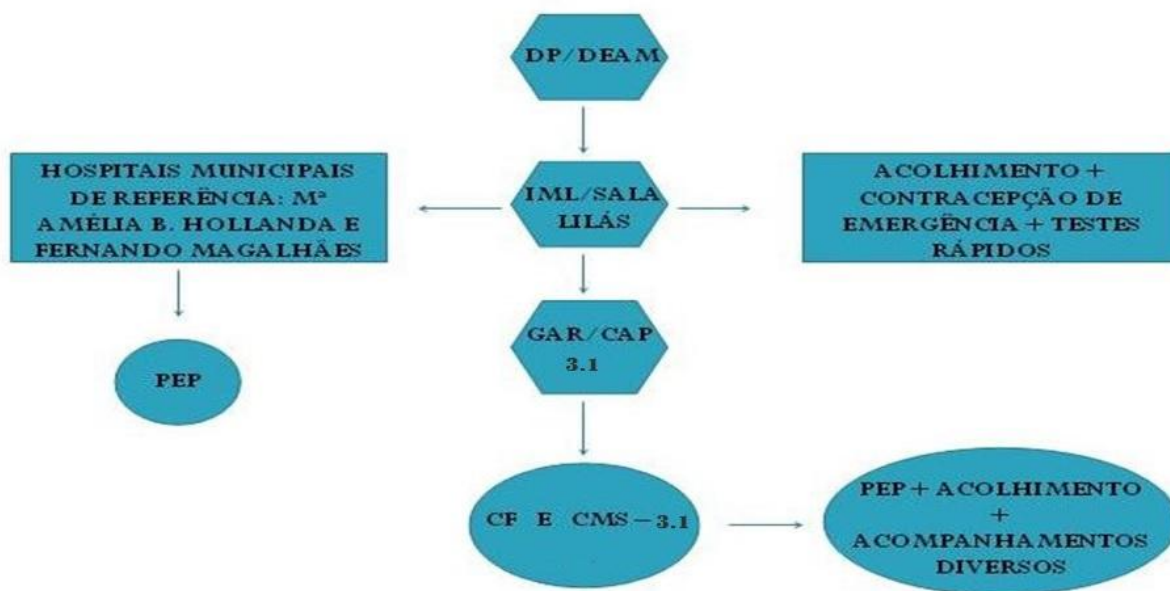 DP/DEAM
HOSPITAIS MUNICIPAIS
DE REFERÊNCIA: Mª
AMÉLIA B. HOLLANDA E
FERNANDO MAGALHÃES
IML/SALA
LILÁS
ACOLHIMENTO +
CONTRACEPÇÃO DE
EMERGÊNCIA + TESTES
RÁPIDOS
GAR/CAP
3.1
PEP
CF E CMS – 3.1
PEP + ACOLHIMENTO
+
ACOMPANHAMENTOS
DIVERSOS